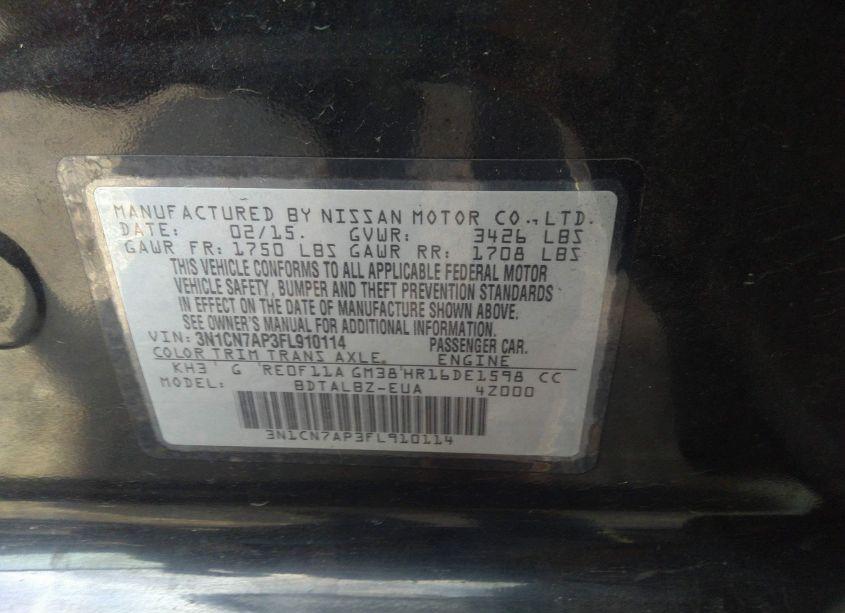 MANUFACTURED BY NISSAN MOTOR CO.,LTD.
DATE: 02/15. GVWR: 3426 LBS
GAWR FR: 1750 LBS GAWR RR: 1708 LBS
THIS VEHICLE CONFORMS TO ALL APPLICABLE FEDERAL MOTOR
VEHICLE SAFETY, BUMPER AND THEFT PREVENTION STANDARDS
IN EFFECT ON THE DATE OF MANUFACTURE SHOWN ABOVE.
SEE OWNER'S MANUAL FOR ADDITIONAL INFORMATION.
VIN: 3N1CN7AP3FL910114 PASSENGER CAR.
COLOR TRIM TRANS AXLE. ENGINE
KH3 G RE0F11A GM38 HR16DE1598 CC
MODEL: BDTALBZ-EUA 4Z000
3N1CN7AP3FL910114